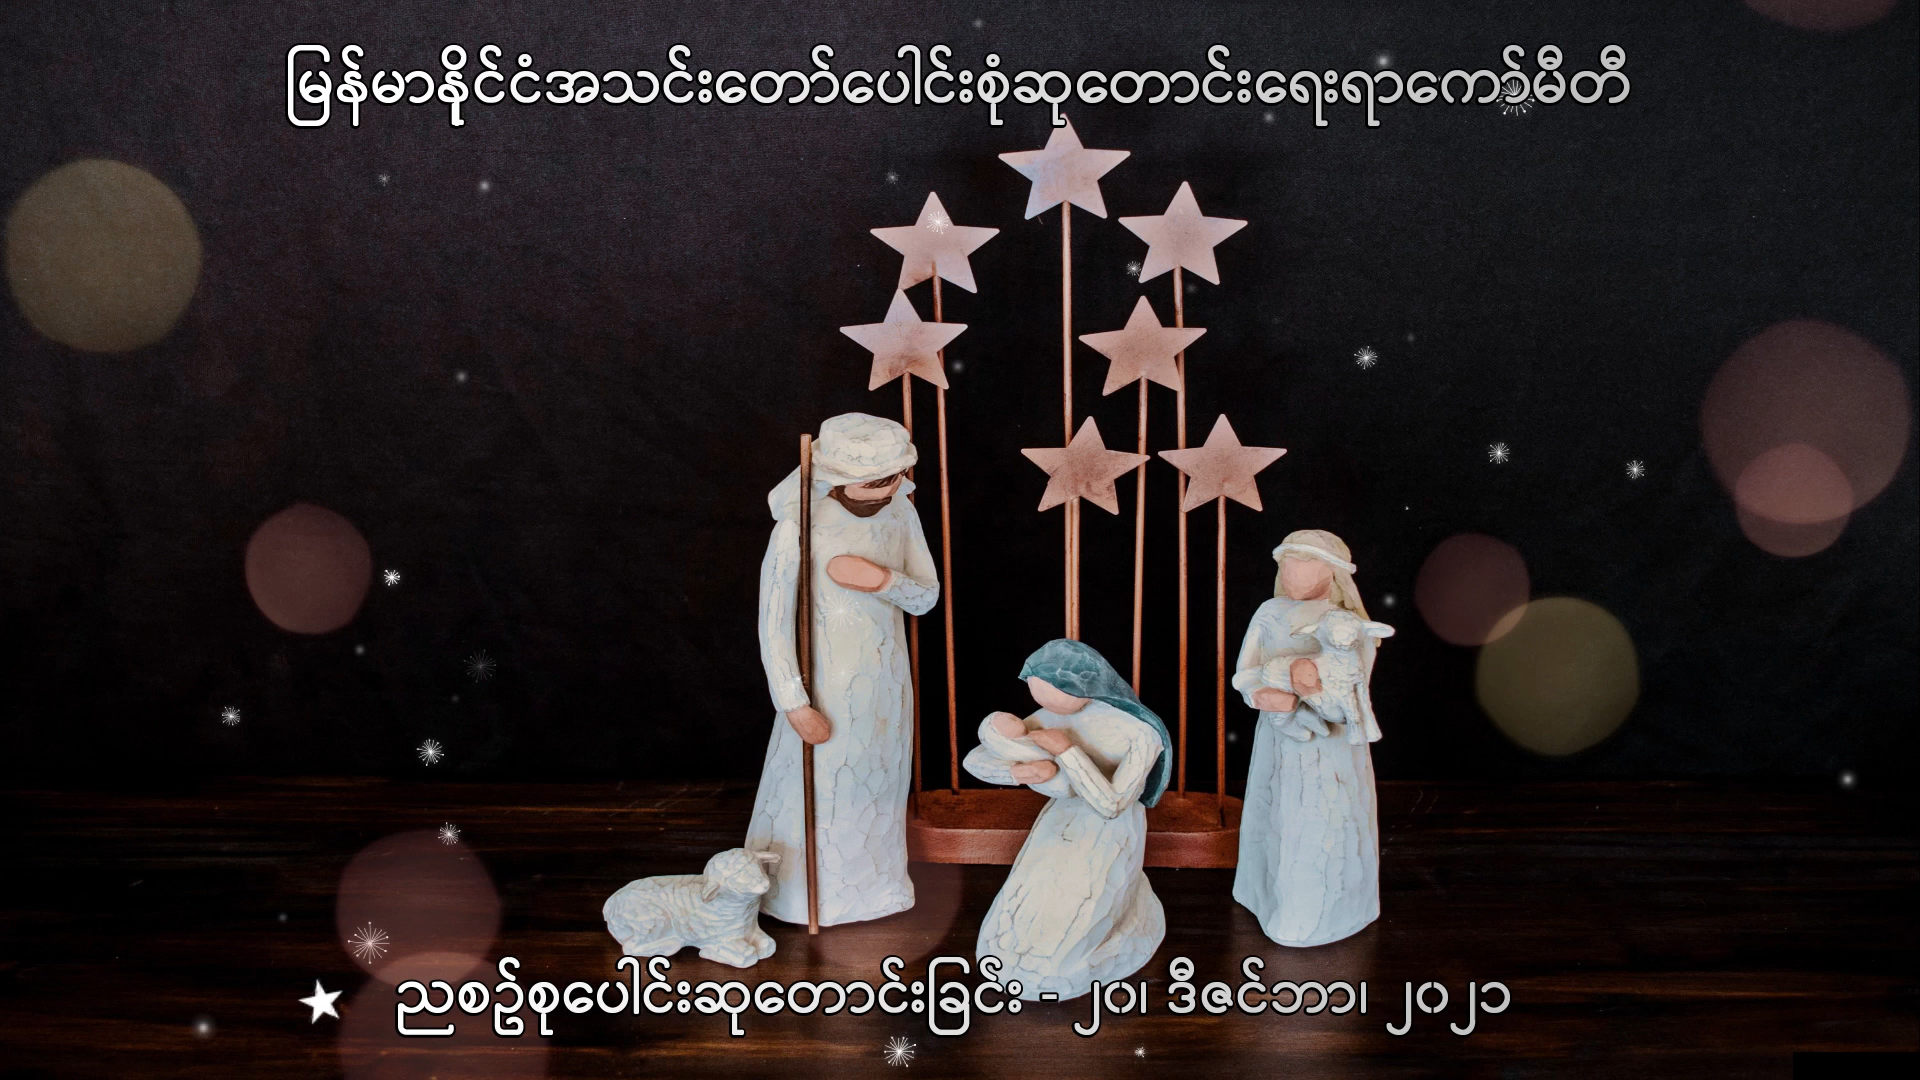 မြန်မာနိုင်ငံအသင်းတော်ပေါင်းစုံဆုတောင်းရေးရာကော်မီတီ
ညစဥ်စုပေါင်းဆုတောင်းခြင်း - ၂၀၊ ဒီဇင်ဘာ၊ ၂၀၂၁